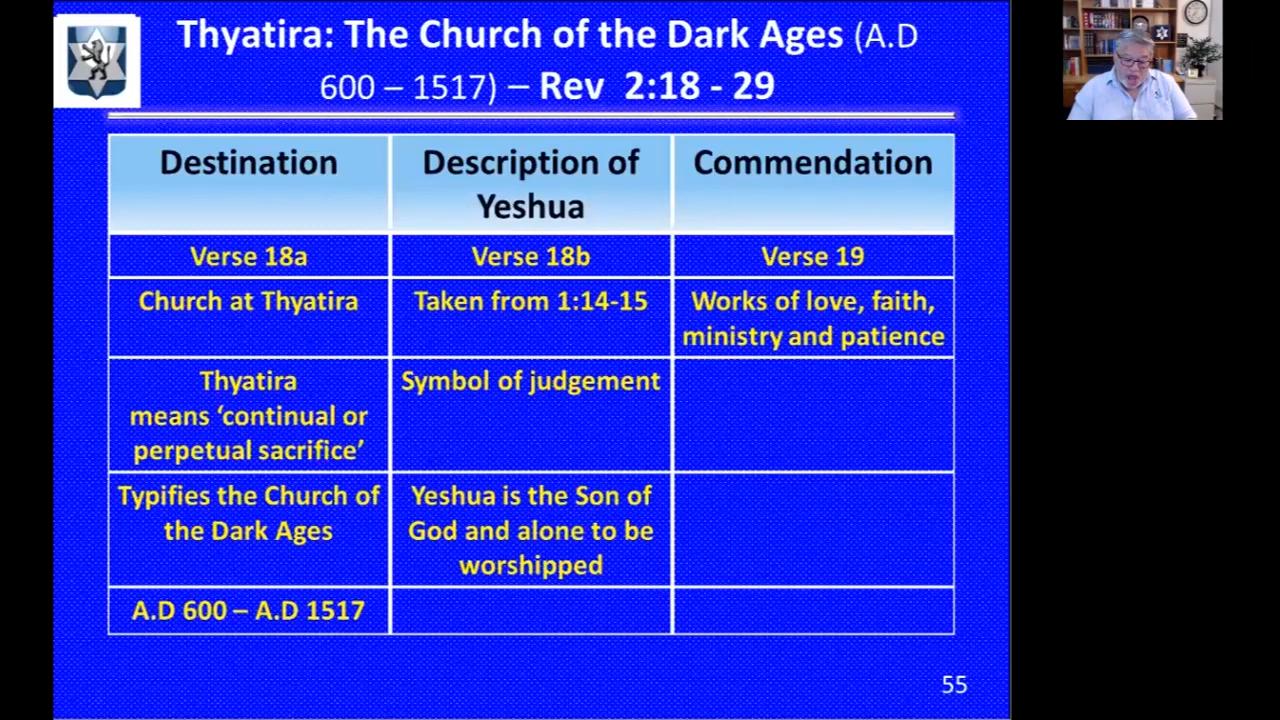 Thyatira: The Church of the Dark Ages (A.D
600 – 1517) – Rev 2:18 - 29
Destination
Description of
Yeshua
Commendation
Verse 18a
Verse 18b
Verse 19
Church at Thyatira
Taken from 1:14-15
Works of love, faith,
ministry and patience
Thyatira
means ‘continual or
perpetual sacrifice’
Symbol of judgement
Typifies the Church of
the Dark Ages
Yeshua is the Son of
God and alone to be
worshipped
A.D 600 – A.D 1517
55